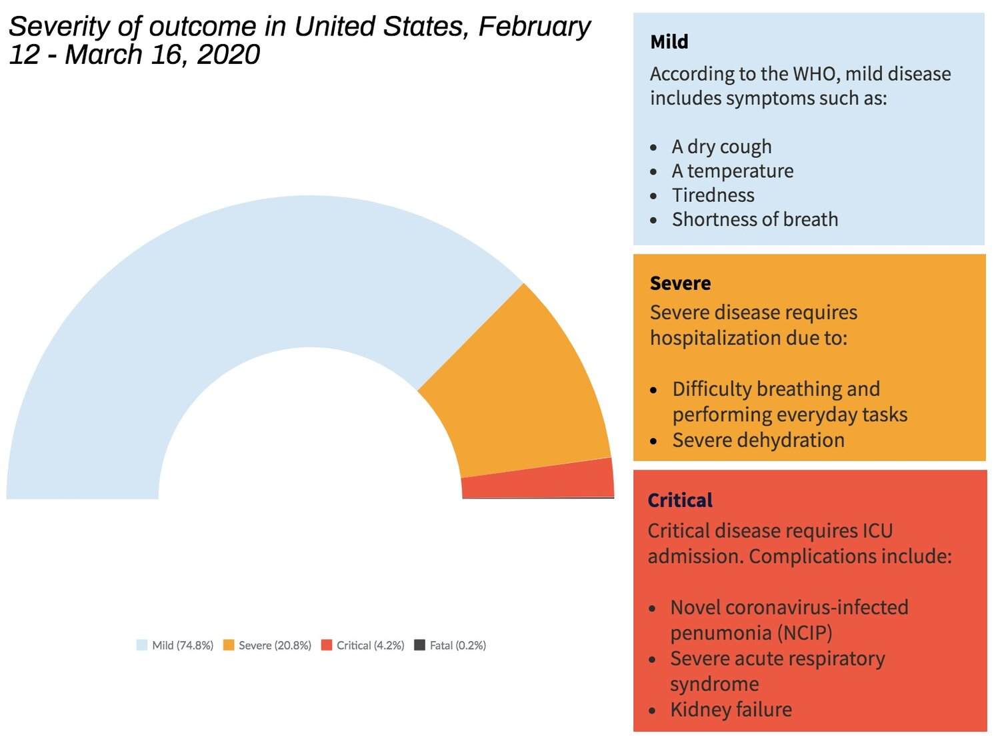 Severity of outcome in United States, February
12 - March 16, 2020
Mild
According to the WHO, mild disease
includes symptoms such as:
• A dry cough
• A temperature
• Tiredness
• Shortness of breath
Severe
Severe disease requires
hospitalization due to:
• Difficulty breathing and
performing everyday tasks
• Severe dehydration
Critical
Critical disease requires ICU
admission. Complications include:
• Novel coronavirus-infected
penumonia (NCIP)
• Severe acute respiratory
syndrome
• Kidney failure
Mild (74.8%) Severe (20.8%) Critical (4.2%) Fatal (0.2%)